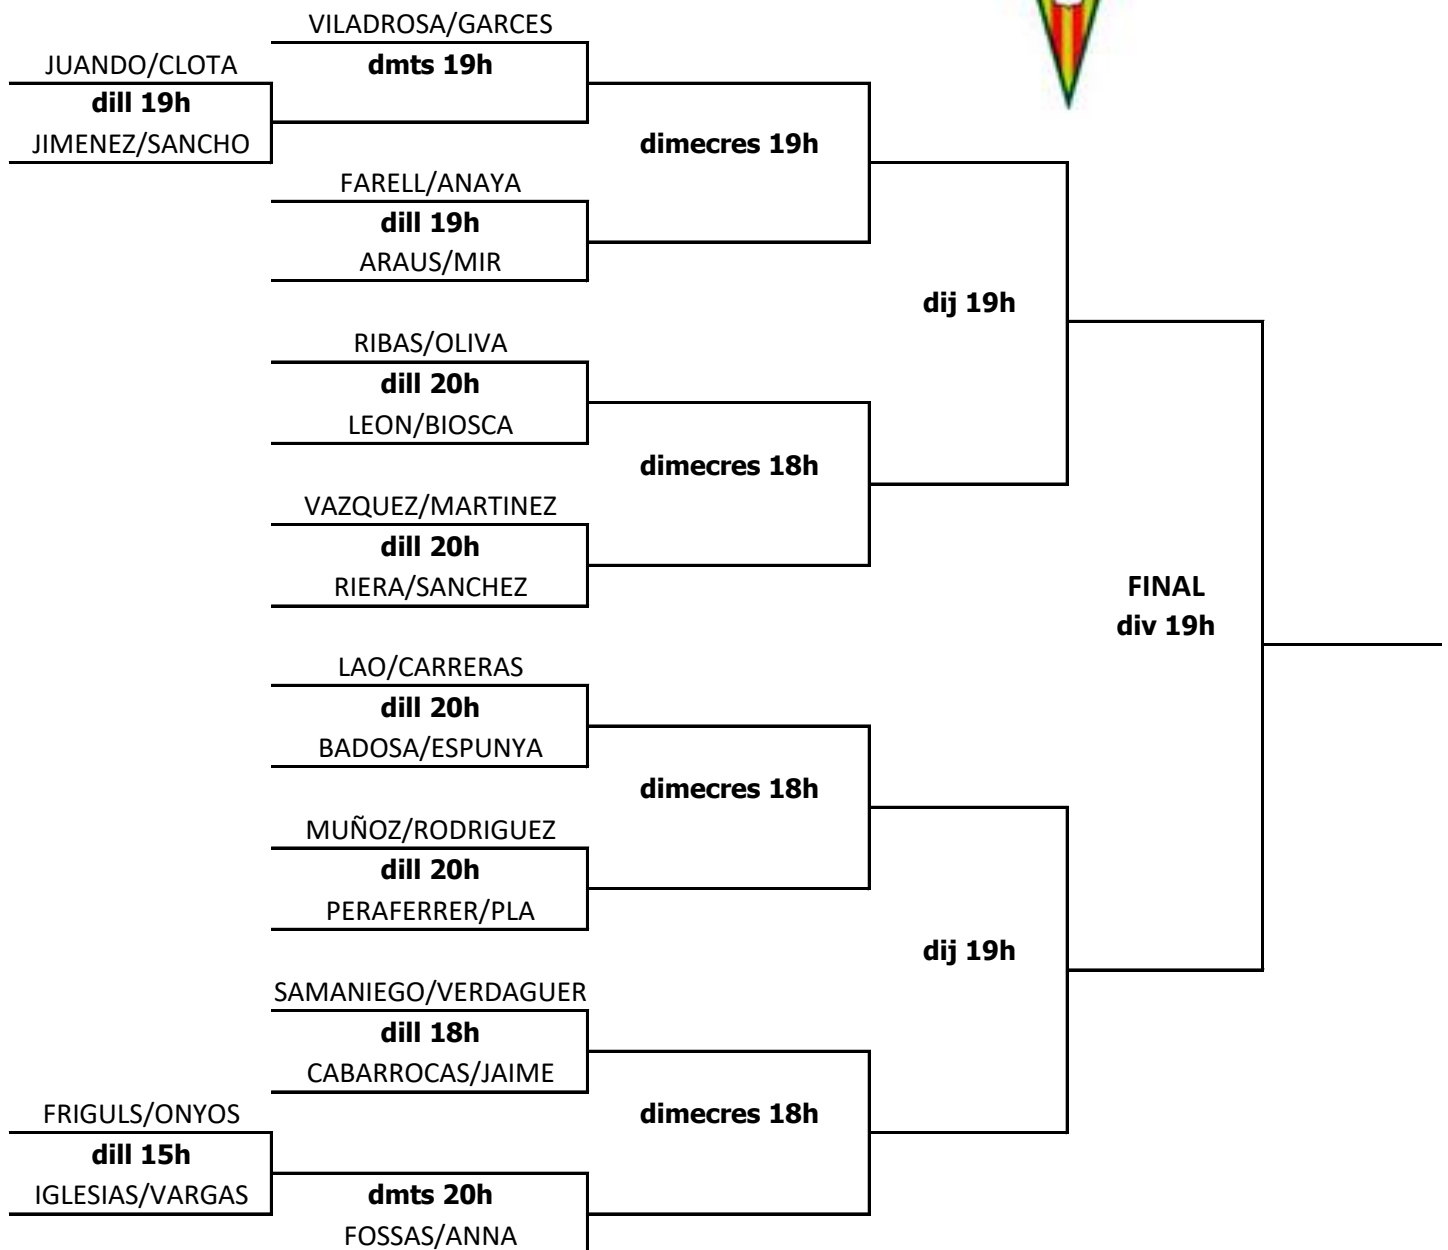 VILADROSA/GARCES
JUANDO/CLOTA
dmts 19h
dill 19h
JIMENEZ/SANCHO
dimecres 19h
FARELL/ANAYA
dill 19h
ARAUS/MIR
dij 19h
RIBAS/OLIVA
dill 20h
LEON/BIOSCA
dimecres 18h
VAZQUEZ/MARTINEZ
dill 20h
RIERA/SANCHEZ
FINAL
div 19h
LAO/CARRERAS
dill 20h
BADOSA/ESPUNYA
dimecres 18h
MUÑOZ/RODRIGUEZ
dill 20h
PERAFERRER/PLA
dij 19h
SAMANIEGO/VERDAGUER
dill 18h
CABARROCAS/JAIME
FRIGULS/ONYOS
dimecres 18h
dill 15h
IGLESIAS/VARGAS
dmts 20h
FOSSAS/ANNA